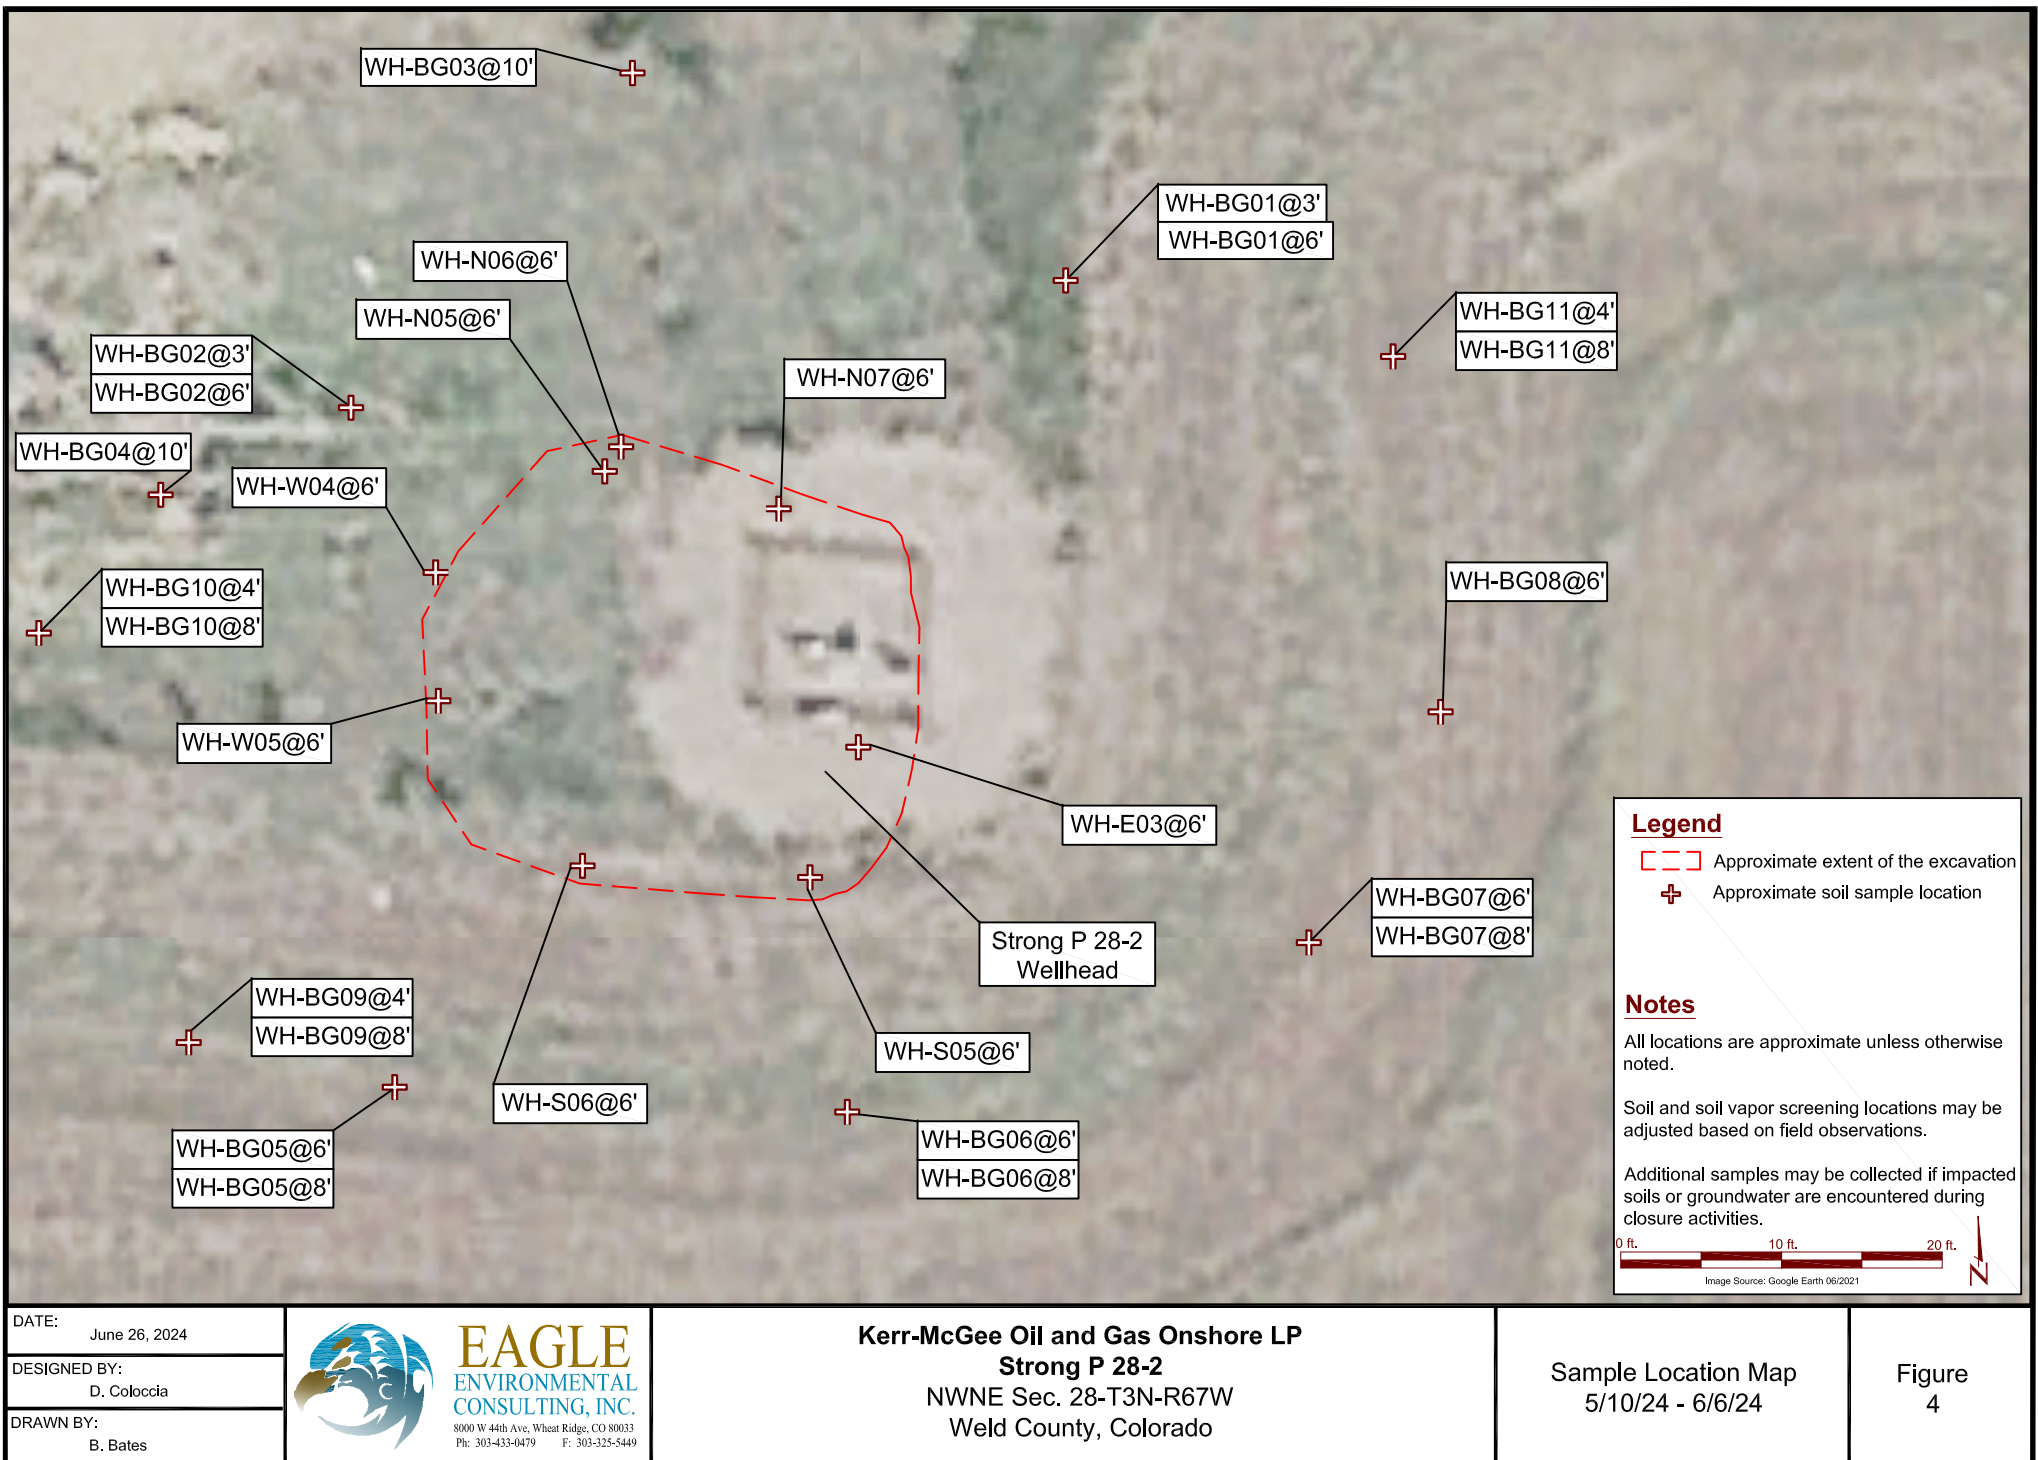 WH-BG03@10'
WH-BG01@3'
WH-BG01@6'
WH-N06@6'
WH-N05@6'
WH-BG11@4'
WH-BG11@8'
WH-BG02@3'
WH-BG02@6'
WH-N07@6'
WH-BG04@10'
WH-W04@6'
WH-BG10@4'
WH-BG10@8'
WH-BG08@6'
WH-W05@6'
WH-E03@6'
WH-BG07@6'
WH-BG07@8'
Strong P 28-2
Wellhead
WH-BG09@4'
WH-BG09@8'
WH-S05@6'
WH-S06@6'
WH-BG05@6'
WH-BG05@8'
WH-BG06@6'
WH-BG06@8'
Legend
Approximate extent of the excavation
Approximate soil sample location
Notes
All locations are approximate unless otherwise
noted.
Soil and soil vapor screening locations may be
adjusted based on field observations.
Additional samples may be collected if impacted
soils or groundwater are encountered during
closure activities.
0 ft. 10 ft. 20 ft.
N
Image Source: Google Earth 06/2021
DATE:
June 26, 2024
DESIGNED BY:
D. Coloccia
DRAWN BY:
B. Bates
EAGLE
ENVIRONMENTAL
CONSULTING, INC.
8000 W 44th Ave, Wheat Ridge, CO 80033
Ph: 303-433-0479 F: 303-325-5449
Kerr-McGee Oil and Gas Onshore LP
Strong P 28-2
NWNE Sec. 28-T3N-R67W
Weld County, Colorado
Sample Location Map
5/10/24 - 6/6/24
Figure
4